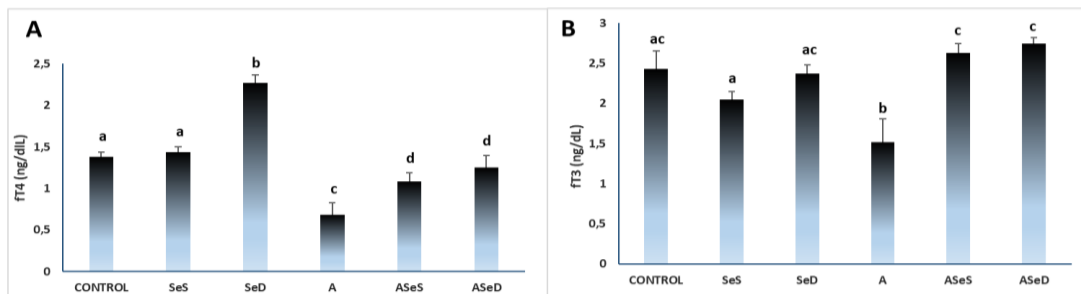 A
fT4 (ng/dlL)
2,5
2
1,5
1
0,5
0
a
a
b
c
d
d
CONTROL SeS SeD A ASeS ASeD
B
fT3 (ng/dL)
3
2,5
2
1,5
1
0,5
0
ac
a
ac
b
c
c
CONTROL SeS SeD A ASeS ASeD